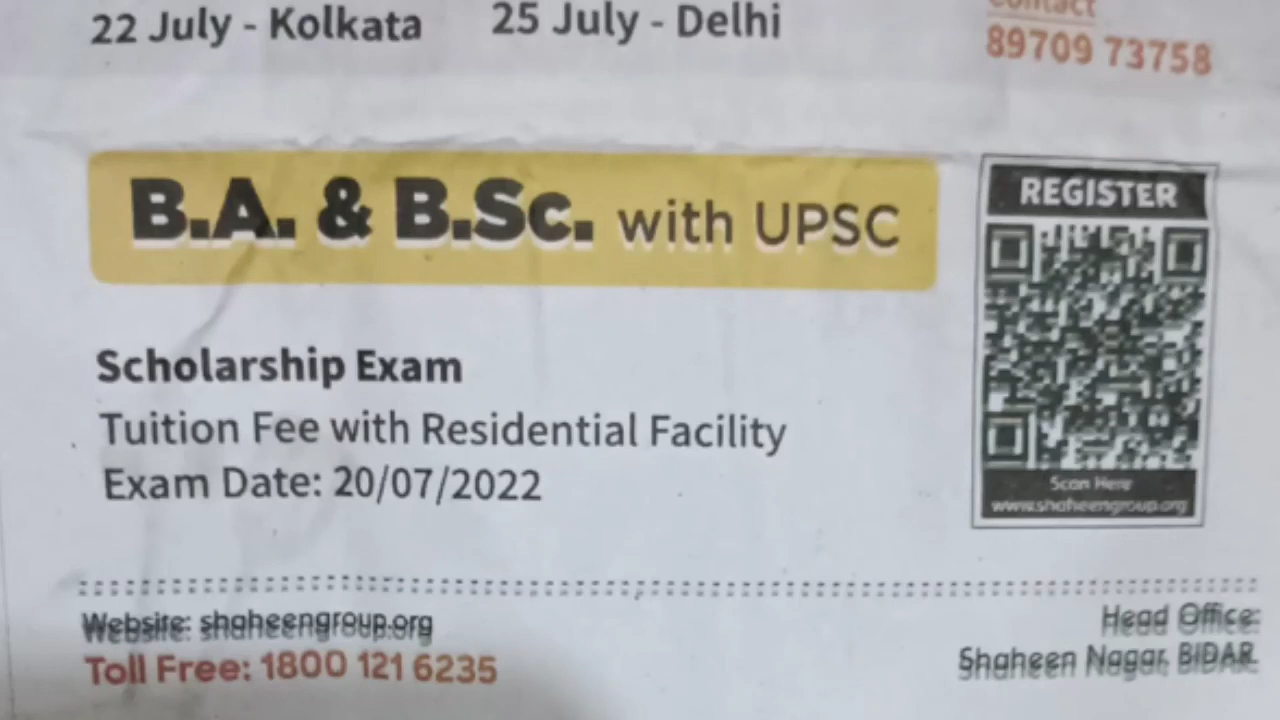 22 July - Kolkata 25 July - Delhi
Contact
89709 73758
B.A. & B.Sc. with UPSC
REGISTER
Scholarship Exam
Tuition Fee with Residential Facility
Exam Date: 20/07/2022
Scan Here
www.shaheengroup.org
Website: shaheengroup.org
Toll Free: 1800 121 6235
Head Office:
Shaheen Nagar, BIDAR.